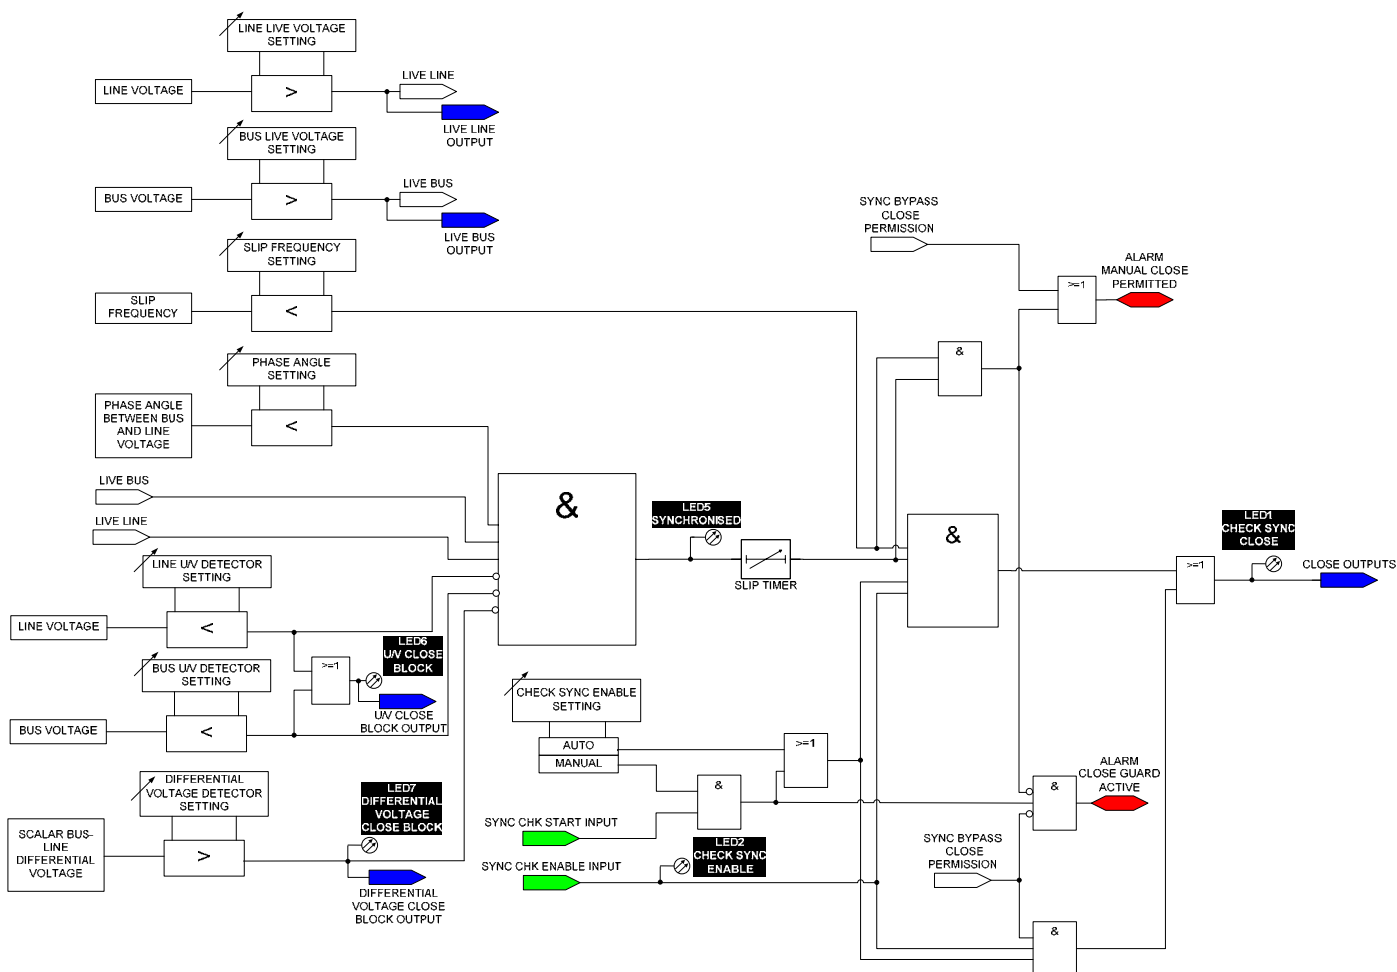 LINE LIVE VOLTAGE
SETTING
LINE VOLTAGE
>
LIVE LINE
LIVE LINE
OUTPUT
BUS LIVE VOLTAGE
SETTING
BUS VOLTAGE
>
LIVE BUS
LIVE BUS
OUTPUT
SLIP FREQUENCY
SETTING
SLIP
FREQUENCY
<
PHASE ANGLE
SETTING
PHASE ANGLE
BETWEEN BUS
AND LINE
VOLTAGE
<
LIVE BUS
LIVE LINE
LINE U/V DETECTOR
SETTING
LINE VOLTAGE
<
BUS U/V DETECTOR
SETTING
BUS VOLTAGE
<
>=1
LED6
U/V CLOSE
BLOCK
U/V CLOSE
BLOCK OUTPUT
DIFFERENTIAL
VOLTAGE DETECTOR
SETTING
SCALAR BUS-
LINE
DIFFERENTIAL
VOLTAGE
>
LED7
DIFFERENTIAL
VOLTAGE
CLOSE BLOCK
DIFFERENTIAL
VOLTAGE CLOSE
BLOCK OUTPUT
&
LED5
SYNCHRONISED
SLIP TIMER
CHECK SYNC ENABLE
SETTING
AUTO
MANUAL
&
>=1
SYNC CHK START INPUT
SYNC CHK ENABLE INPUT
LED2
CHECK SYNC
ENABLE
SYNC BYPASS
CLOSE
PERMISSION
>=1
ALARM
MANUAL CLOSE
PERMITTED
&
&
>=1
LED1
CHECK SYNC
CLOSE
CLOSE OUTPUTS
&
ALARM
CLOSE GUARD
ACTIVE
SYNC BYPASS
CLOSE
PERMISSION
&